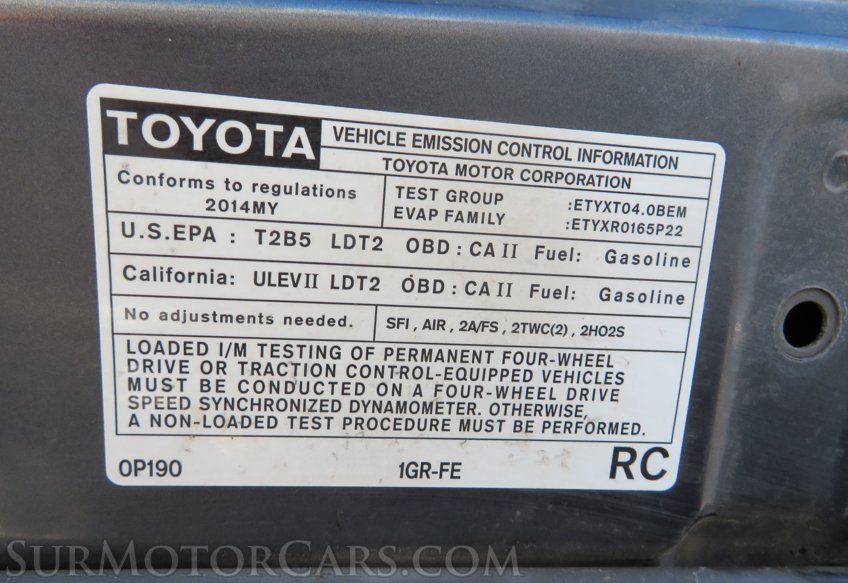 TOYOTA
VEHICLE EMISSION CONTROL INFORMATION
TOYOTA MOTOR CORPORATION
Conforms to regulations
2014MY
TEST GROUP :ETYXT04.0BEM
EVAP FAMILY :ETYXR0165P22
U.S.EPA : T2B5 LDT2 OBD : CA II Fuel: Gasoline
California: ULEV II LDT2 OBD : CA II Fuel: Gasoline
No adjustments needed.
SFI , AIR , 2A/FS , 2TWC(2) , 2HO2S
LOADED I/M TESTING OF PERMANENT FOUR-WHEEL
DRIVE OR TRACTION CONTROL-EQUIPPED VEHICLES
MUST BE CONDUCTED ON A FOUR-WHEEL DRIVE
SPEED SYNCHRONIZED DYNAMOMETER. OTHERWISE,
A NON-LOADED TEST PROCEDURE MUST BE PERFORMED.
0P190 1GR-FE RC
SURMOTORCARS.COM